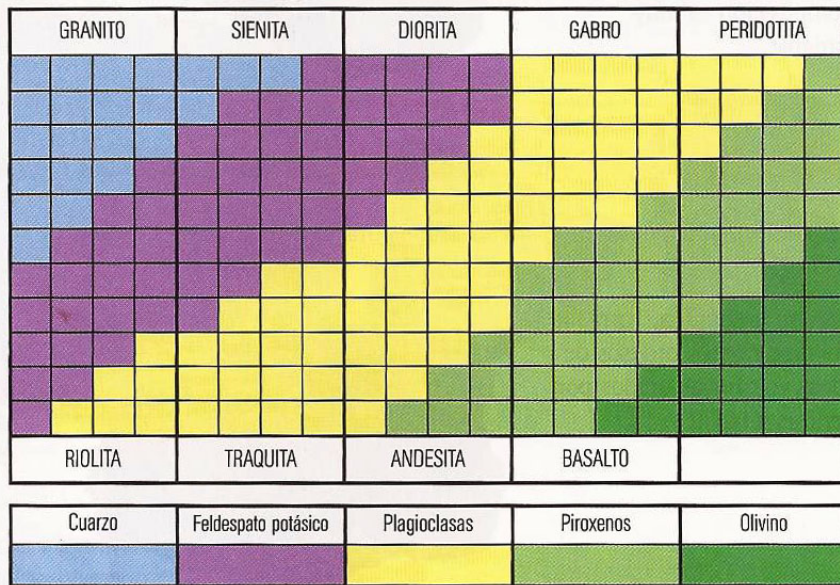 GRANITO SIENITA DIORITA GABRO PERIDOTITA
RIOLITA TRAQUITA ANDESITA BASALTO
Cuarzo Feldespato potásico Plagioclasas Piroxenos Olivino